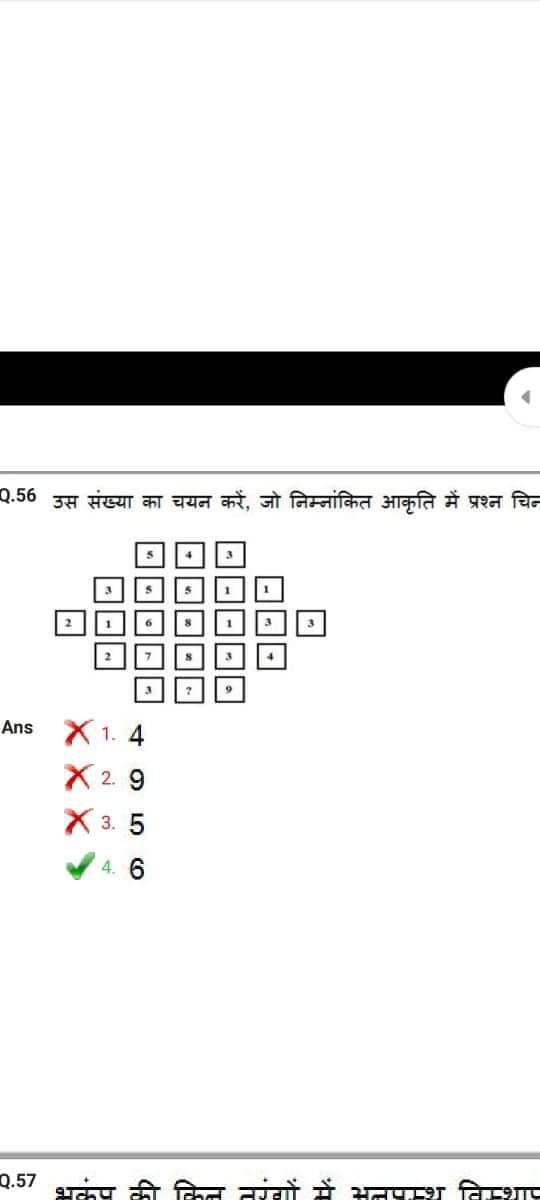 Q.56 उस संख्या का चयन करें, जो निम्नांकित आकृति में प्रश्न
5 4 3
3 5 5 1 1
2 1 6 8 1 3 3
2 7 8 3 4
3 ? 9
Ans 1. 4
2. 9
3. 5
4. 6
Q.57 भूकंप की किन तरंगों में